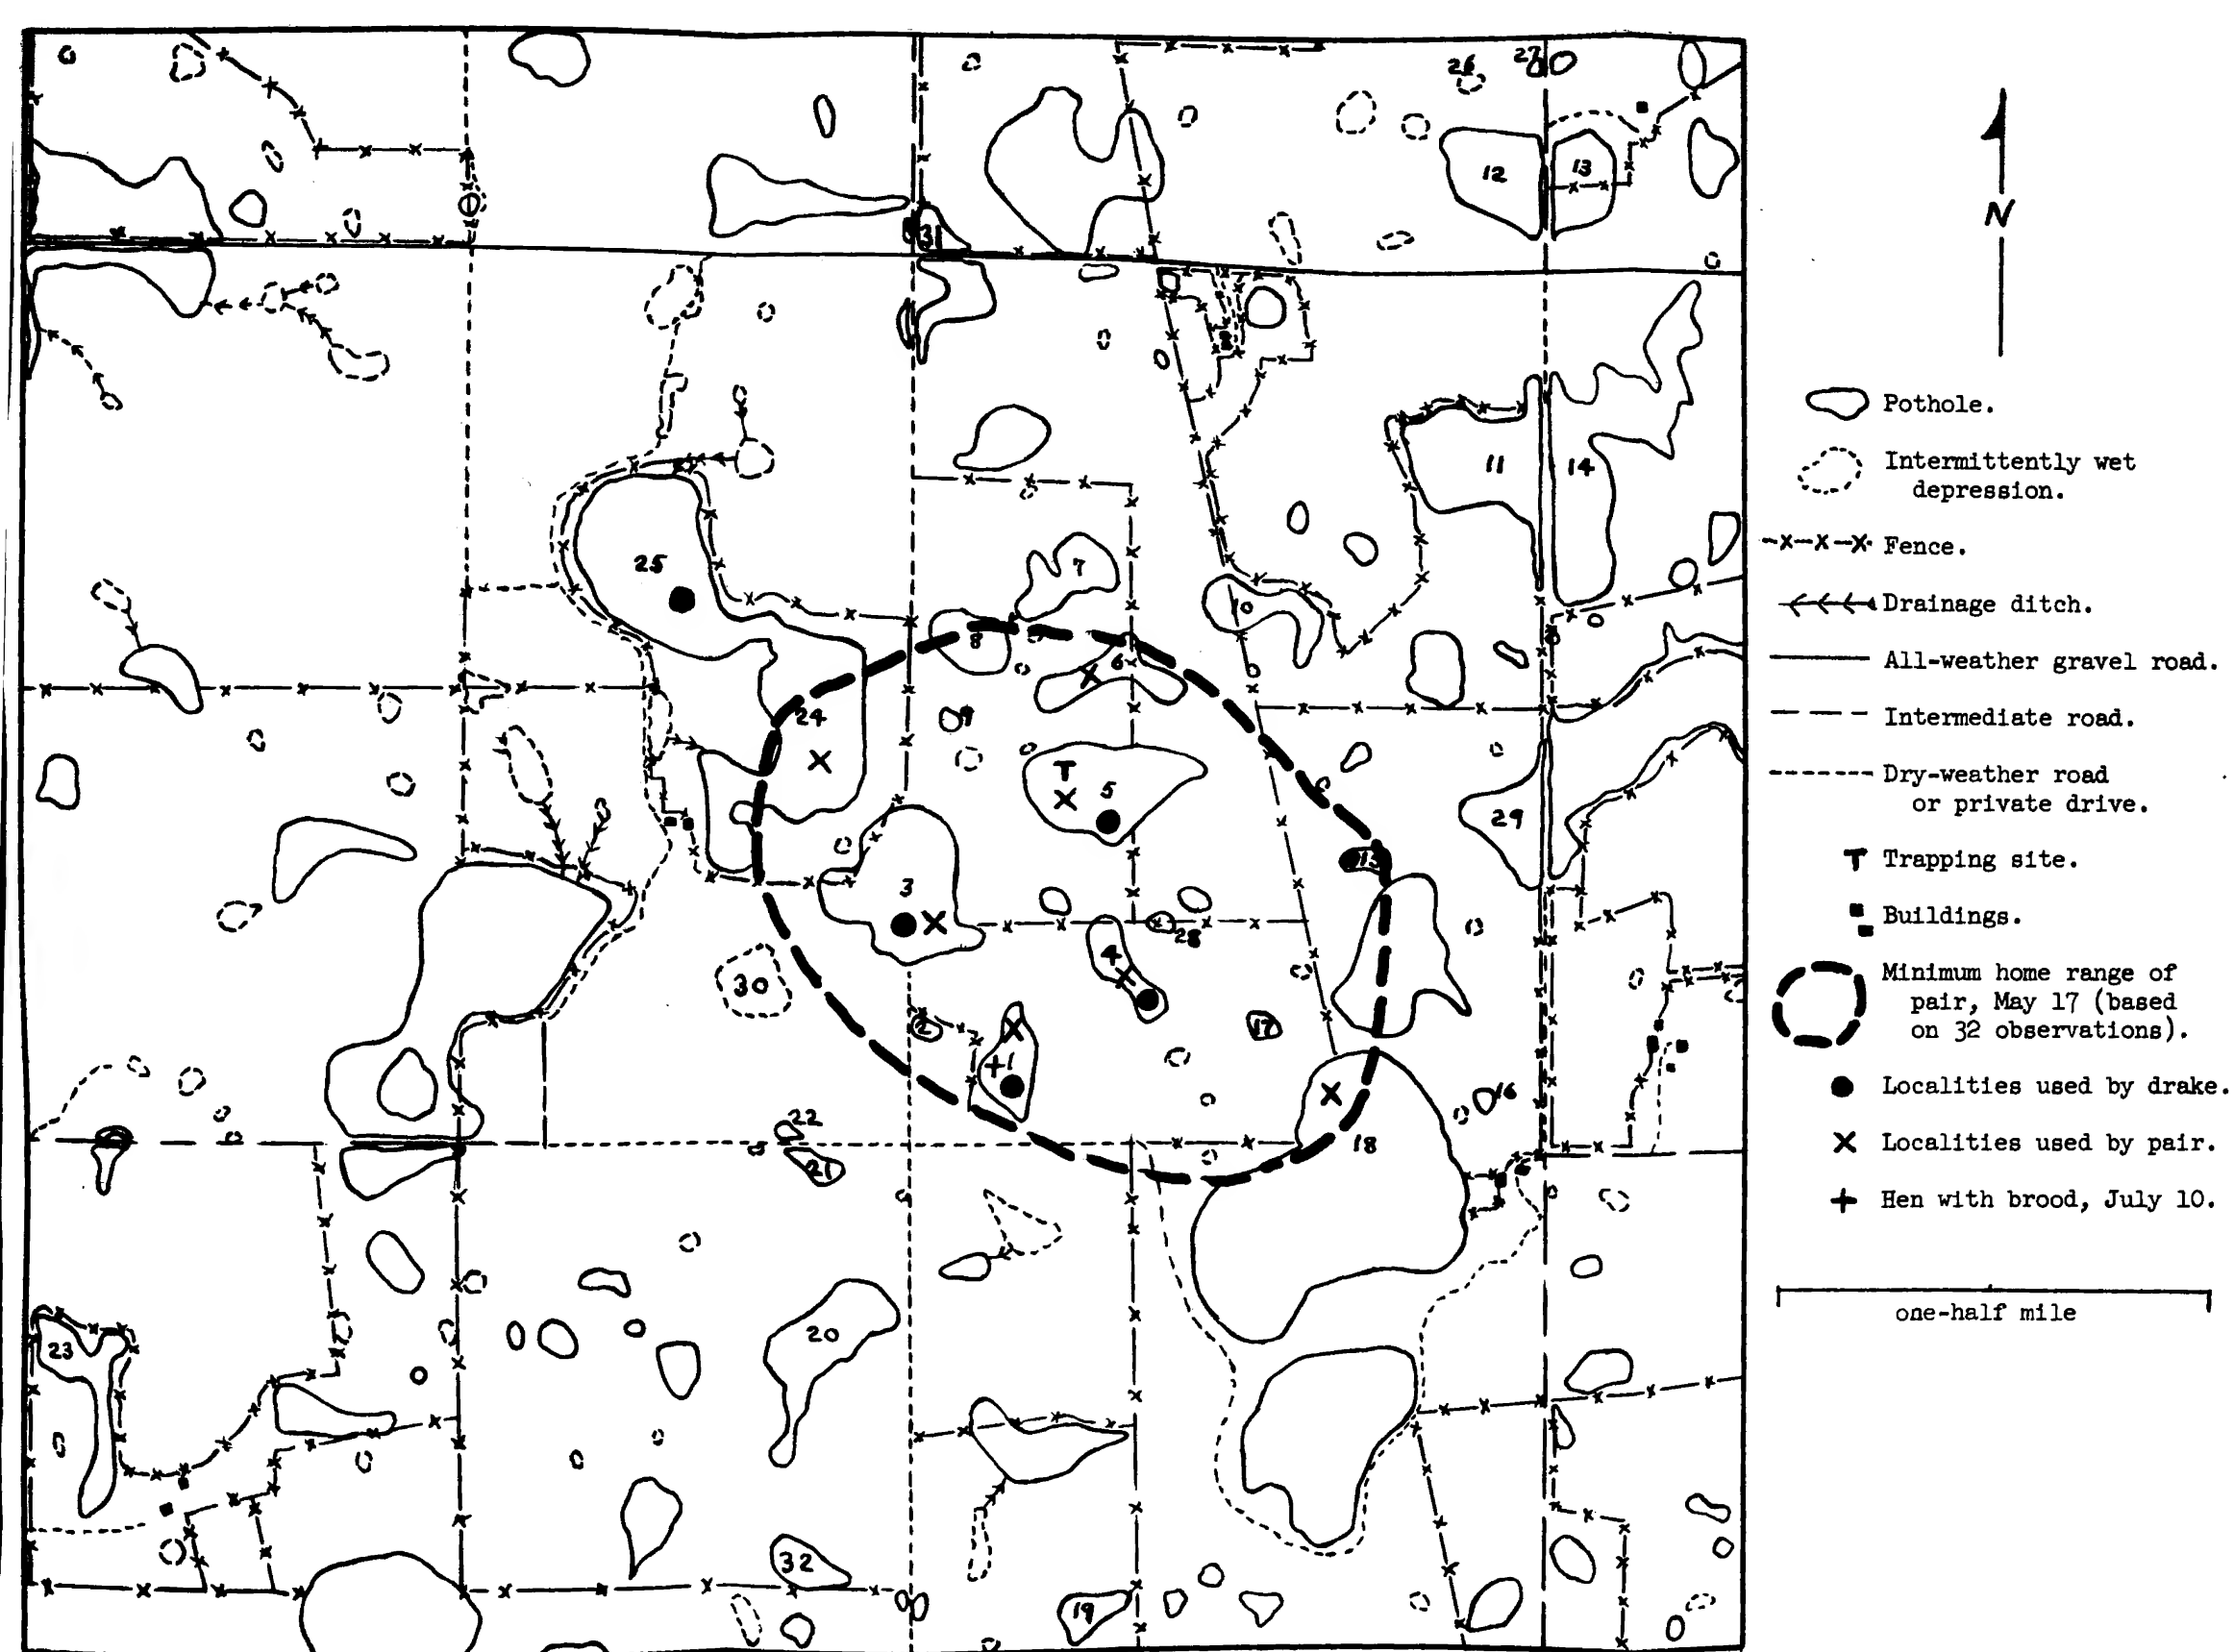 26
27
12
13
31
N
Pothole.
11
14
Intermittently wet
depression.
Fence.
25
7
10
Drainage ditch.
8
6
All-weather gravel road.
24
9
Intermediate road.
T
5
29
Dry-weather road
or private drive.
15
Trapping site.
3
28
Buildings.
4
30
2
17
Minimum home range of
pair, May 17 (based
on 32 observations).
1
16
Localities used by drake.
22
18
21
Localities used by pair.
Hen with brood, July 10.
23
20
one-half mile
32
19